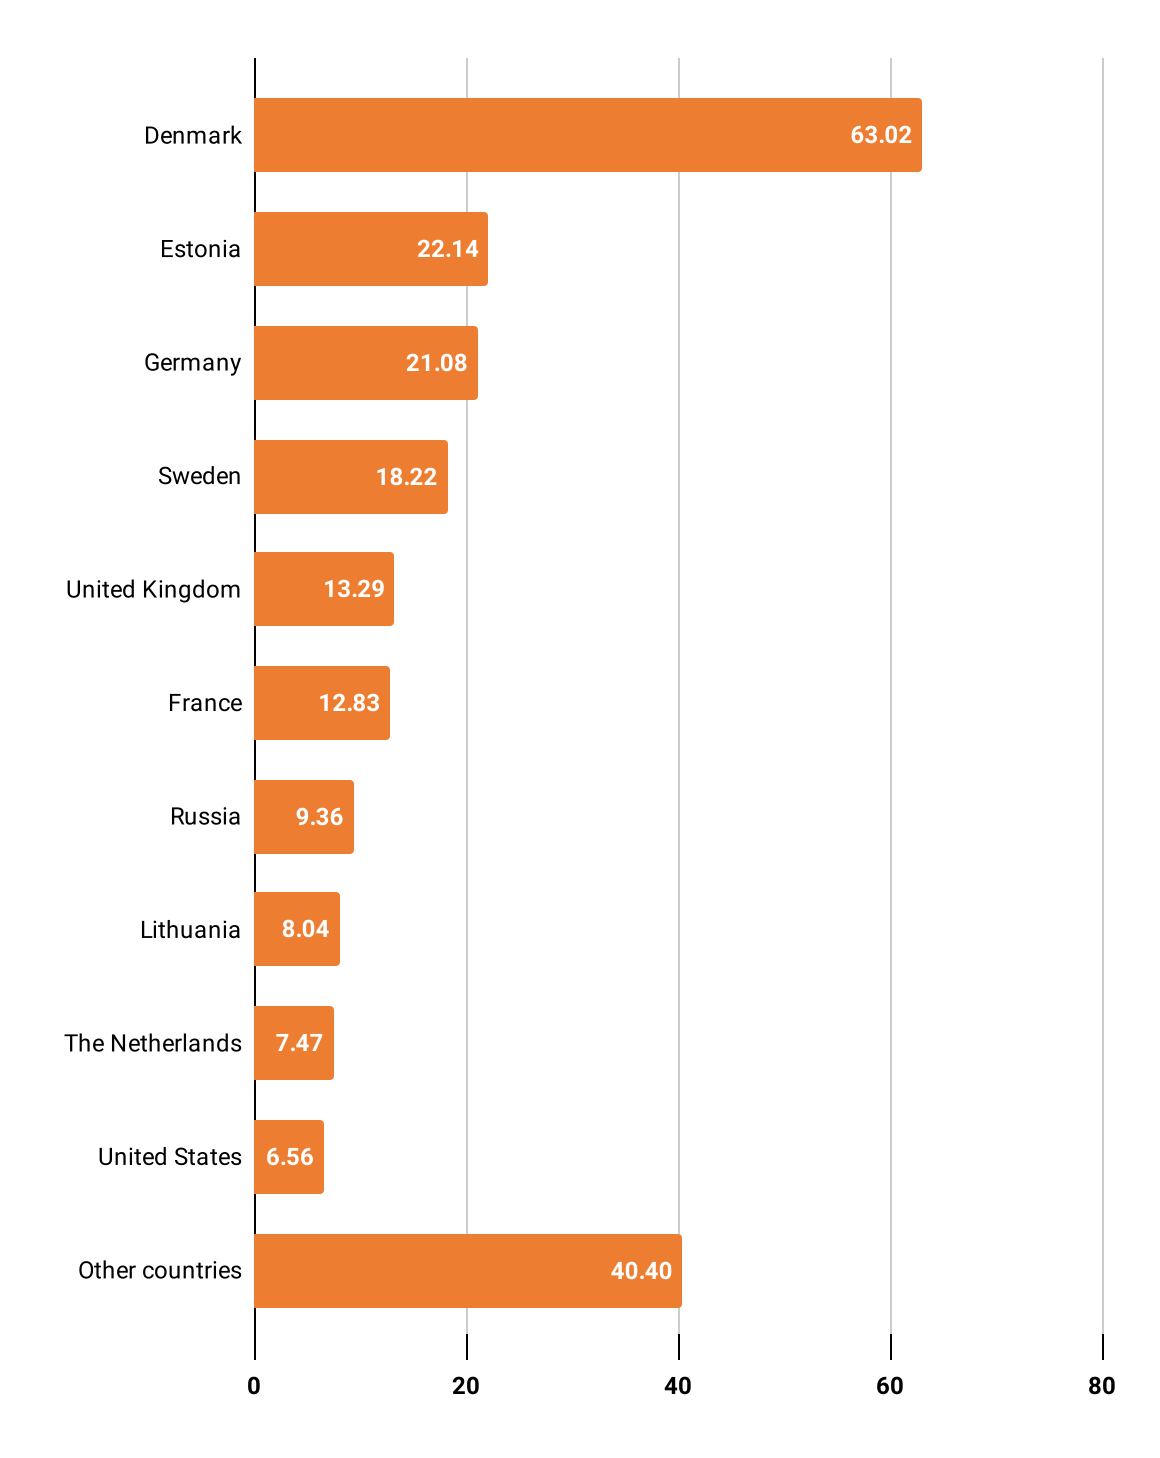 Denmark 63.02
Estonia 22.14
Germany 21.08
Sweden 18.22
United Kingdom 13.29
France 12.83
Russia 9.36
Lithuania 8.04
The Netherlands 7.47
United States 6.56
Other countries 40.40
0 20 40 60 80